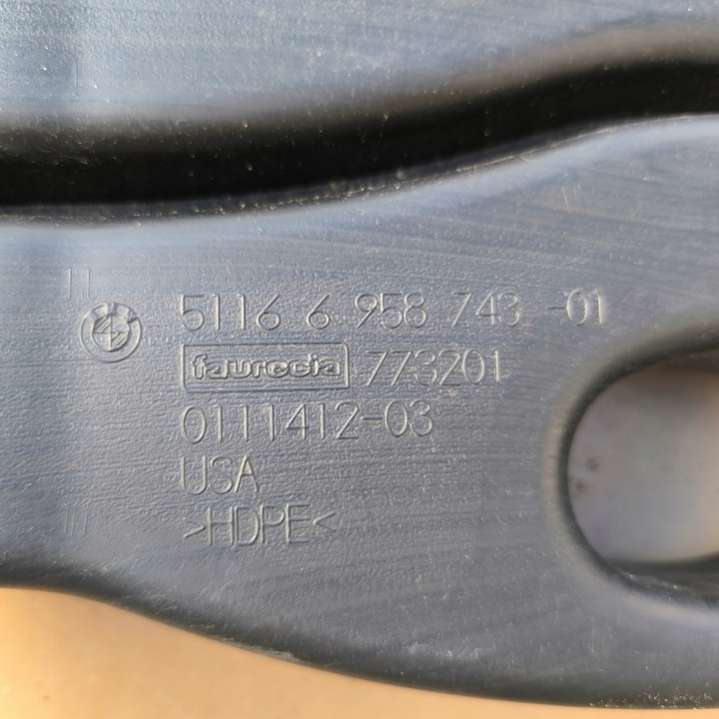 5116 6 958 743 -01
faurecia 773201
0111412-03
USA
>HDPE<